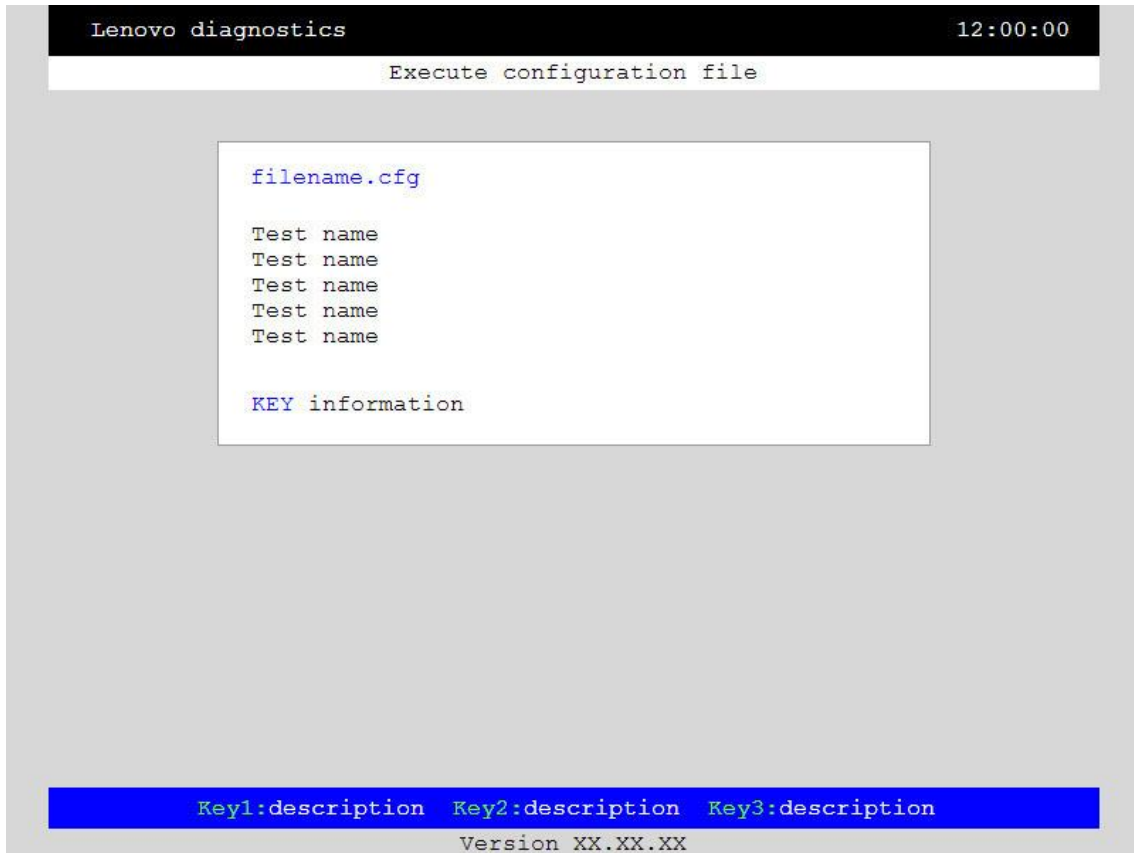 Lenovo diagnostics 12:00:00
Execute configuration file
filename.cfg
Test name
Test name
Test name
Test name
Test name
KEY information
Key1:description Key2:description Key3:description
Version XX.XX.XX